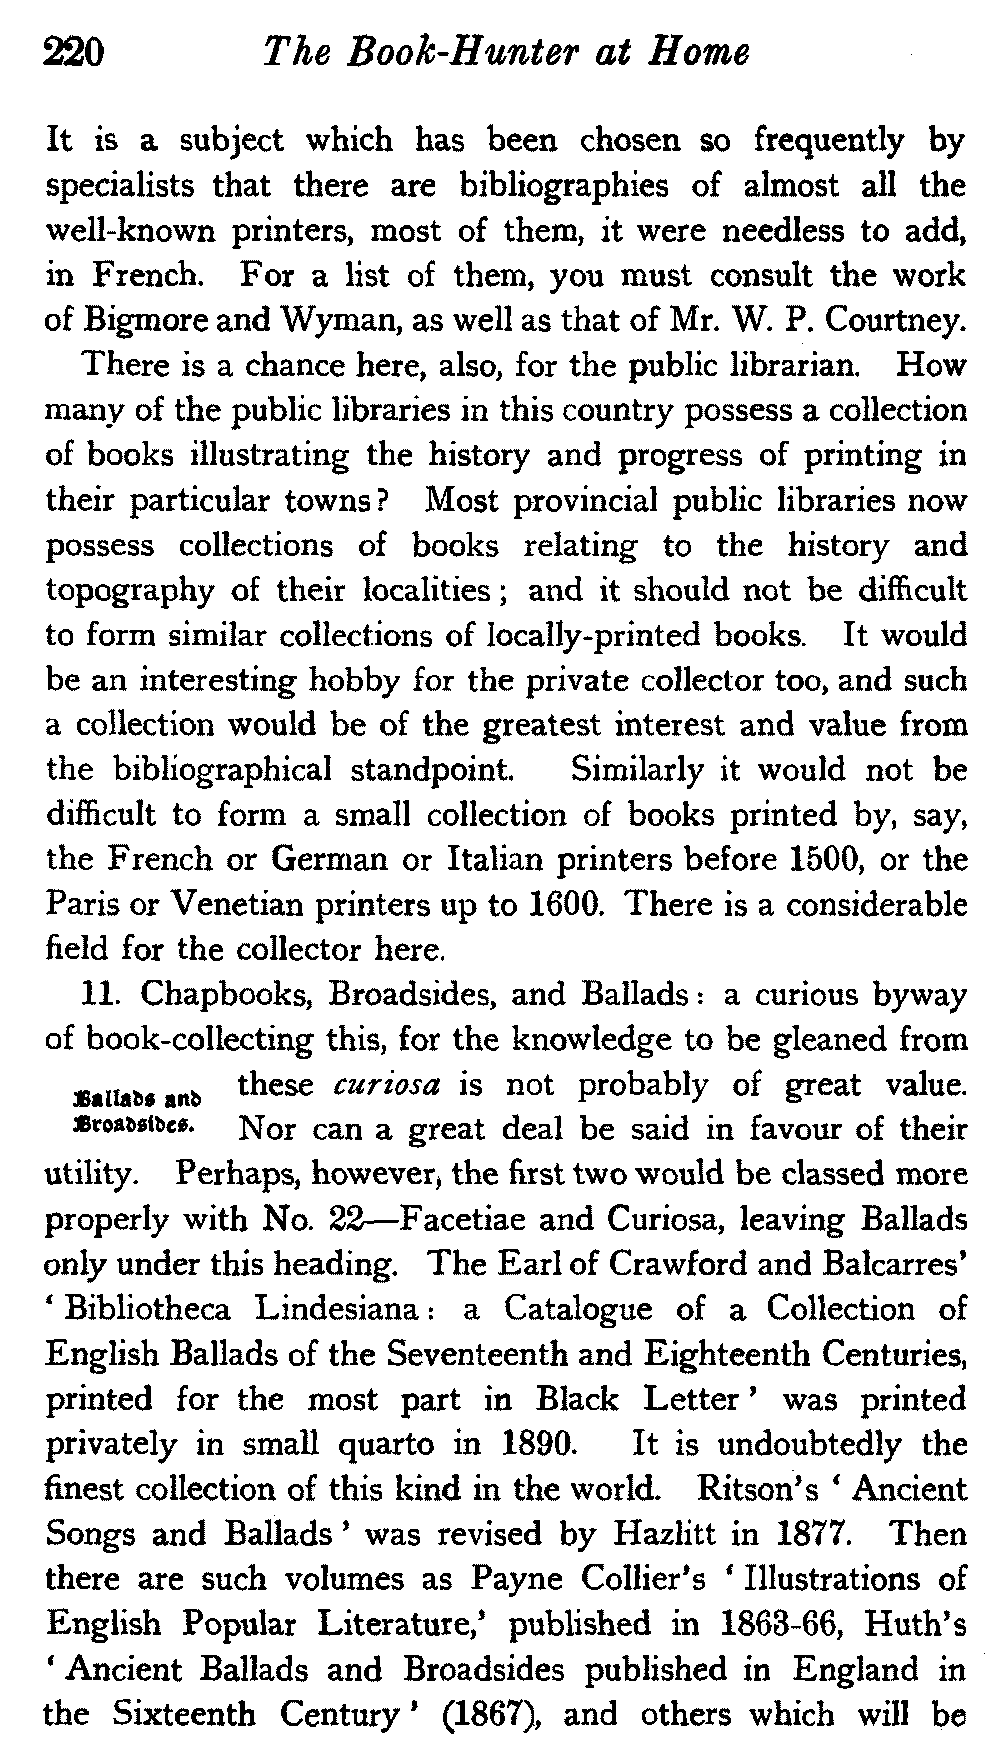 220 The Book-Hunter at Home
It is a subject which has been chosen so frequently by
specialists that there are bibliographies of almost all the
well-known printers, most of them, it were needless to add,
in French. For a list of them, you must consult the work
of Bigmore and Wyman, as well as that of Mr. W. P. Courtney.
There is a chance here, also, for the public librarian. How
many of the public libraries in this country possess a collection
of books illustrating the history and progress of printing in
their particular towns? Most provincial public libraries now
possess collections of books relating to the history and
topography of their localities; and it should not be difficult
to form similar collections of locally-printed books. It would
be an interesting hobby for the private collector too, and such
a collection would be of the greatest interest and value from
the bibliographical standpoint. Similarly it would not be
difficult to form a small collection of books printed by, say,
the French or German or Italian printers before 1500, or the
Paris or Venetian printers up to 1600. There is a considerable
field for the collector here.
11. Chapbooks, Broadsides, and Ballads: a curious byway
of book-collecting this, for the knowledge to be gleaned from
Ballads and
Broadsides.
these curiosa is not probably of great value.
Nor can a great deal be said in favour of their
utility. Perhaps, however, the first two would be classed more
properly with No. 22—Facetiae and Curiosa, leaving Ballads
only under this heading. The Earl of Crawford and Balcarres'
‘Bibliotheca Lindesiana: a Catalogue of a Collection of
English Ballads of the Seventeenth and Eighteenth Centuries,
printed for the most part in Black Letter’ was printed
privately in small quarto in 1890. It is undoubtedly the
finest collection of this kind in the world. Ritson's ‘Ancient
Songs and Ballads’ was revised by Hazlitt in 1877. Then
there are such volumes as Payne Collier's ‘Illustrations of
English Popular Literature,’ published in 1863-66, Huth's
‘Ancient Ballads and Broadsides published in England in
the Sixteenth Century’ (1867), and others which will be